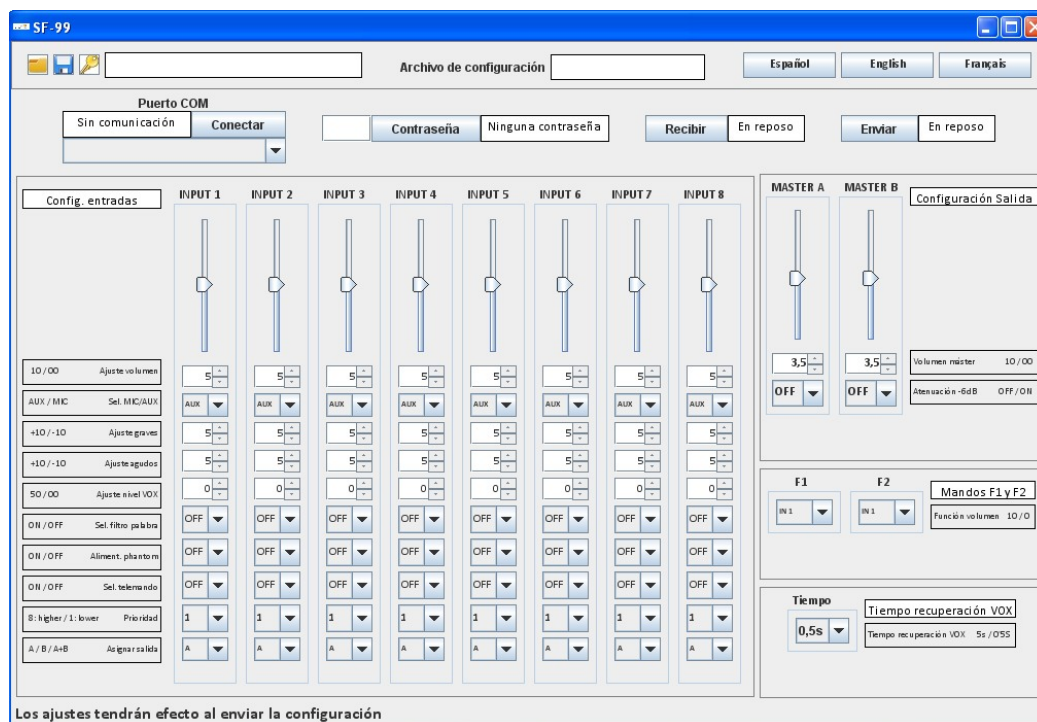 SF-99
Archivo de configuración
Español English Français
Puerto COM
Sin comunicación Conectar Contraseña Ninguna contraseña Recibir En reposo Enviar En reposo
Config. entradas INPUT 1 INPUT 2 INPUT 3 INPUT 4 INPUT 5 INPUT 6 INPUT 7 INPUT 8
10/00 Ajuste volumen 5 5 5 5 5 5 5 5
AUX / MIC Sel. MIC/AUX AUX AUX AUX AUX AUX AUX AUX AUX
+10/-10 Ajuste graves 5 5 5 5 5 5 5 5
+10/-10 Ajuste agudos 5 5 5 5 5 5 5 5
50/00 Ajuste nivel VOX 0 0 0 0 0 0 0 0
ON/OFF Sel. filtro palabra OFF OFF OFF OFF OFF OFF OFF OFF
ON/OFF Aliment. phantom OFF OFF OFF OFF OFF OFF OFF OFF
ON/OFF Sel. telemando OFF OFF OFF OFF OFF OFF OFF OFF
8: higher / 1: lower Prioridad 1 1 1 1 1 1 1 1
A / B / A+B Asignar salida A A A A A A A A
MASTER A MASTER B Configuración Salida
3,5 3,5 Volumen máster 10/00
OFF OFF Atenuación -6dB OFF/ON
F1 F2 Mandos F1 y F2
IN 1 IN 1 Función volumen 10/0
Tiempo Tiempo recuperación VOX
0,5s Tiempo recuperación VOX 5s /05S
Los ajustes tendrán efecto al enviar la configuración